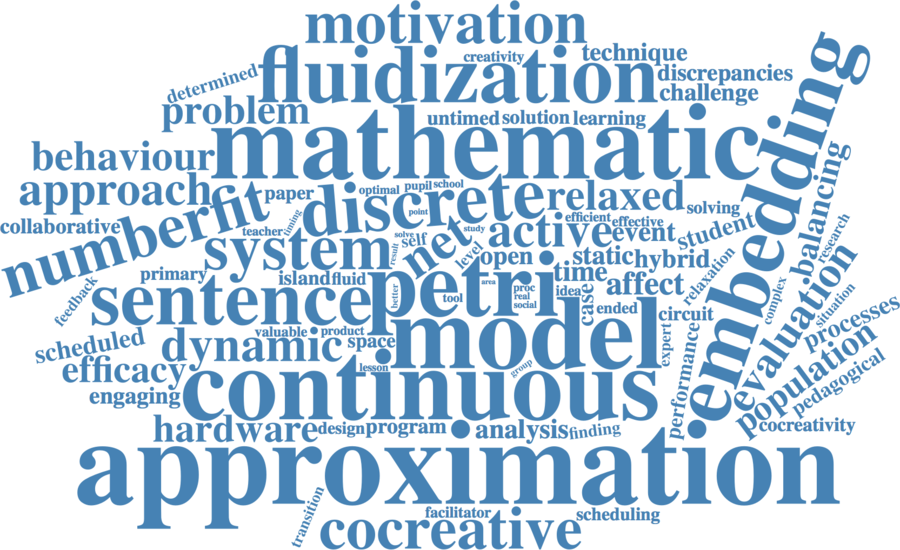 motivation
creativity
technique
determined
fluidization
discrepancies
challenge
problem
untimed
solution
learning
mathematic
embedding
behaviour
approach
paper
optimal
pupil
school
relaxed
balancing
collaborative
numberfit
discrete
point
efficient
effective
solving
teacher
timing
system
solve
self
result
net
study
active
event
student
research
level
open
static
hybrid
primary
island
fluid
petri
area
time
affect
relaxation
feedback
sentence
better
tool
proc
real
social
idea
case
ended
circuit
complex
evaluation
situation
scheduled
dynamic
valuable
product
space
model
expert
performance
processes
efficacy
lesson
group
population
pedagogical
engaging
continuous
cocreativity
hardware
design
program
analysis
finding
approximation
transition
facilitator
cocreative
scheduling